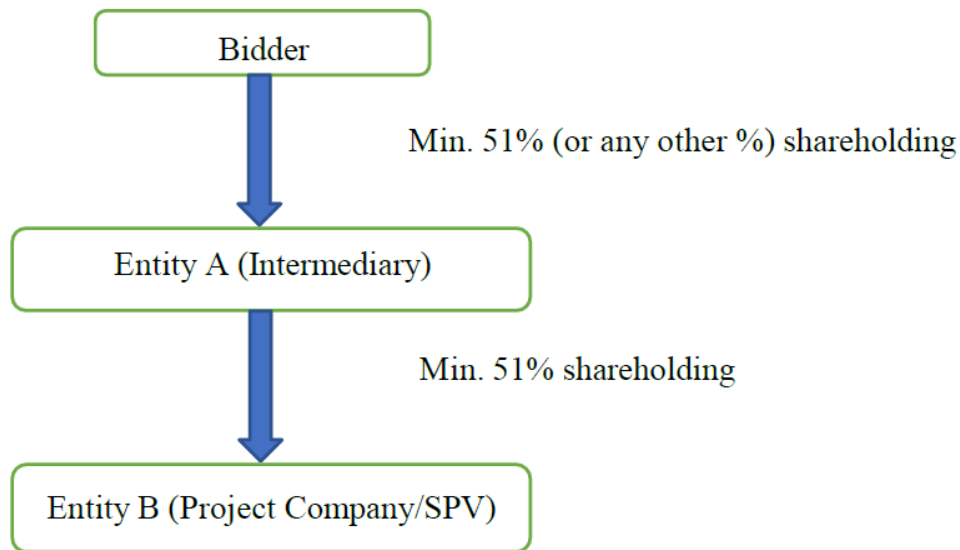 Bidder
Min. 51% (or any other %) shareholding
Entity A (Intermediary)
Min. 51% shareholding
Entity B (Project Company/SPV)